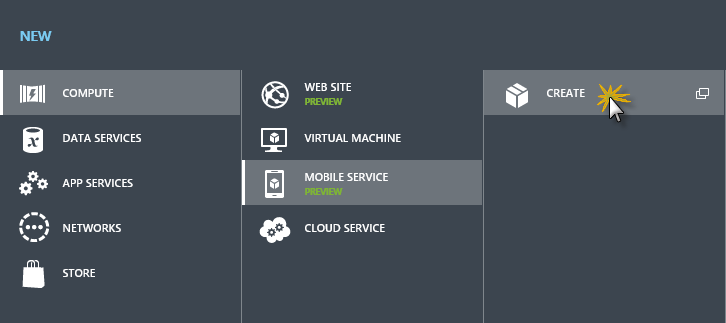 NEW
COMPUTE
DATA SERVICES
APP SERVICES
NETWORKS
STORE
WEB SITE
PREVIEW
VIRTUAL MACHINE
MOBILE SERVICE
PREVIEW
CLOUD SERVICE
CREATE